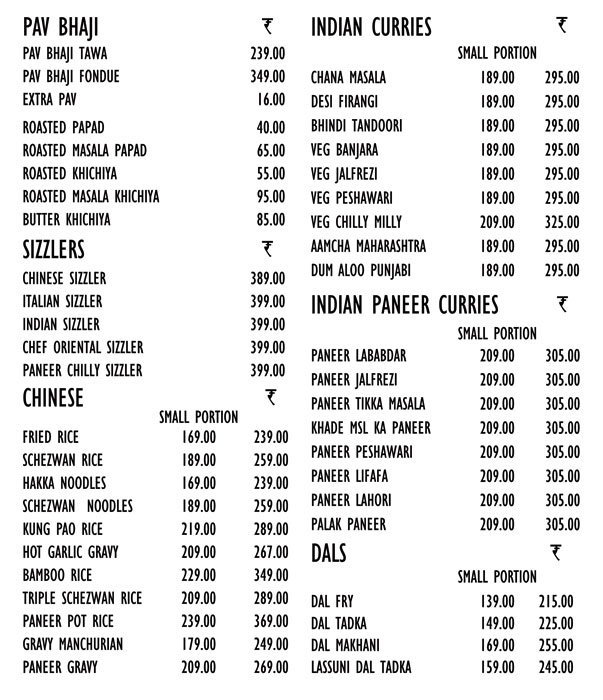 PAV BHAJI ₹
PAV BHAJI TAWA 239.00
PAV BHAJI FONDUE 349.00
EXTRA PAV 16.00
ROASTED PAPAD 40.00
ROASTED MASALA PAPAD 65.00
ROASTED KHICHIYA 55.00
ROASTED MASALA KHICHIYA 95.00
BUTTER KHICHIYA 85.00
SIZZLERS ₹
CHINESE SIZZLER 389.00
ITALIAN SIZZLER 399.00
INDIAN SIZZLER 399.00
CHEF ORIENTAL SIZZLER 399.00
PANEER CHILLY SIZZLER 399.00
CHINESE ₹
SMALL PORTION
FRIED RICE 169.00 239.00
SCHEZWAN RICE 189.00 259.00
HAKKA NOODLES 169.00 239.00
SCHEZWAN NOODLES 189.00 259.00
KUNG PAO RICE 219.00 289.00
HOT GARLIC GRAVY 209.00 267.00
BAMBOO RICE 229.00 349.00
TRIPLE SCHEZWAN RICE 209.00 289.00
PANEER POT RICE 239.00 369.00
GRAVY MANCHURIAN 179.00 249.00
PANEER GRAVY 209.00 269.00
INDIAN CURRIES ₹
SMALL PORTION
CHANA MASALA 189.00 295.00
DESI FIRANGI 189.00 295.00
BHINDI TANDOORI 189.00 295.00
VEG BANJARA 189.00 295.00
VEG JALFREZI 189.00 295.00
VEG PESHAWARI 189.00 295.00
VEG CHILLY MILLY 209.00 325.00
AAMCHA MAHARASHTRA 189.00 295.00
DUM ALOO PUNJABI 189.00 295.00
INDIAN PANEER CURRIES ₹
SMALL PORTION
PANEER LABABDAR 209.00 305.00
PANEER JALFREZI 209.00 305.00
PANEER TIKKA MASALA 209.00 305.00
KHADE MSL KA PANEER 209.00 305.00
PANEER PESHAWARI 209.00 305.00
PANEER LIFAFA 209.00 305.00
PANEER LAHORI 209.00 305.00
PALAK PANEER 209.00 305.00
DALS ₹
SMALL PORTION
DAL FRY 139.00 215.00
DAL TADKA 149.00 225.00
DAL MAKHANI 169.00 255.00
LASSUNI DAL TADKA 159.00 245.00